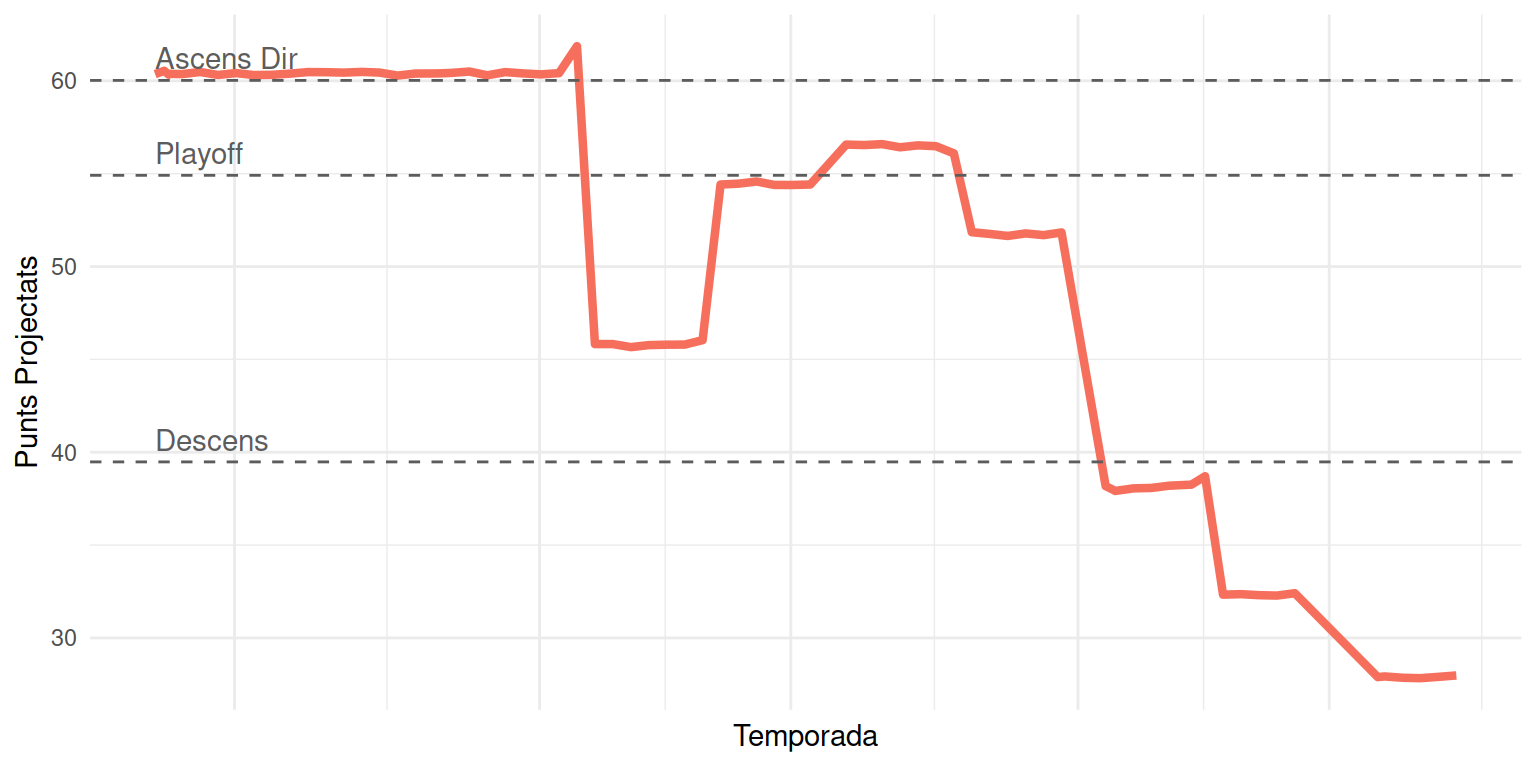 Ascens Dir
60
Playoff
50
Descens
40
30
Punts Projectats
Temporada